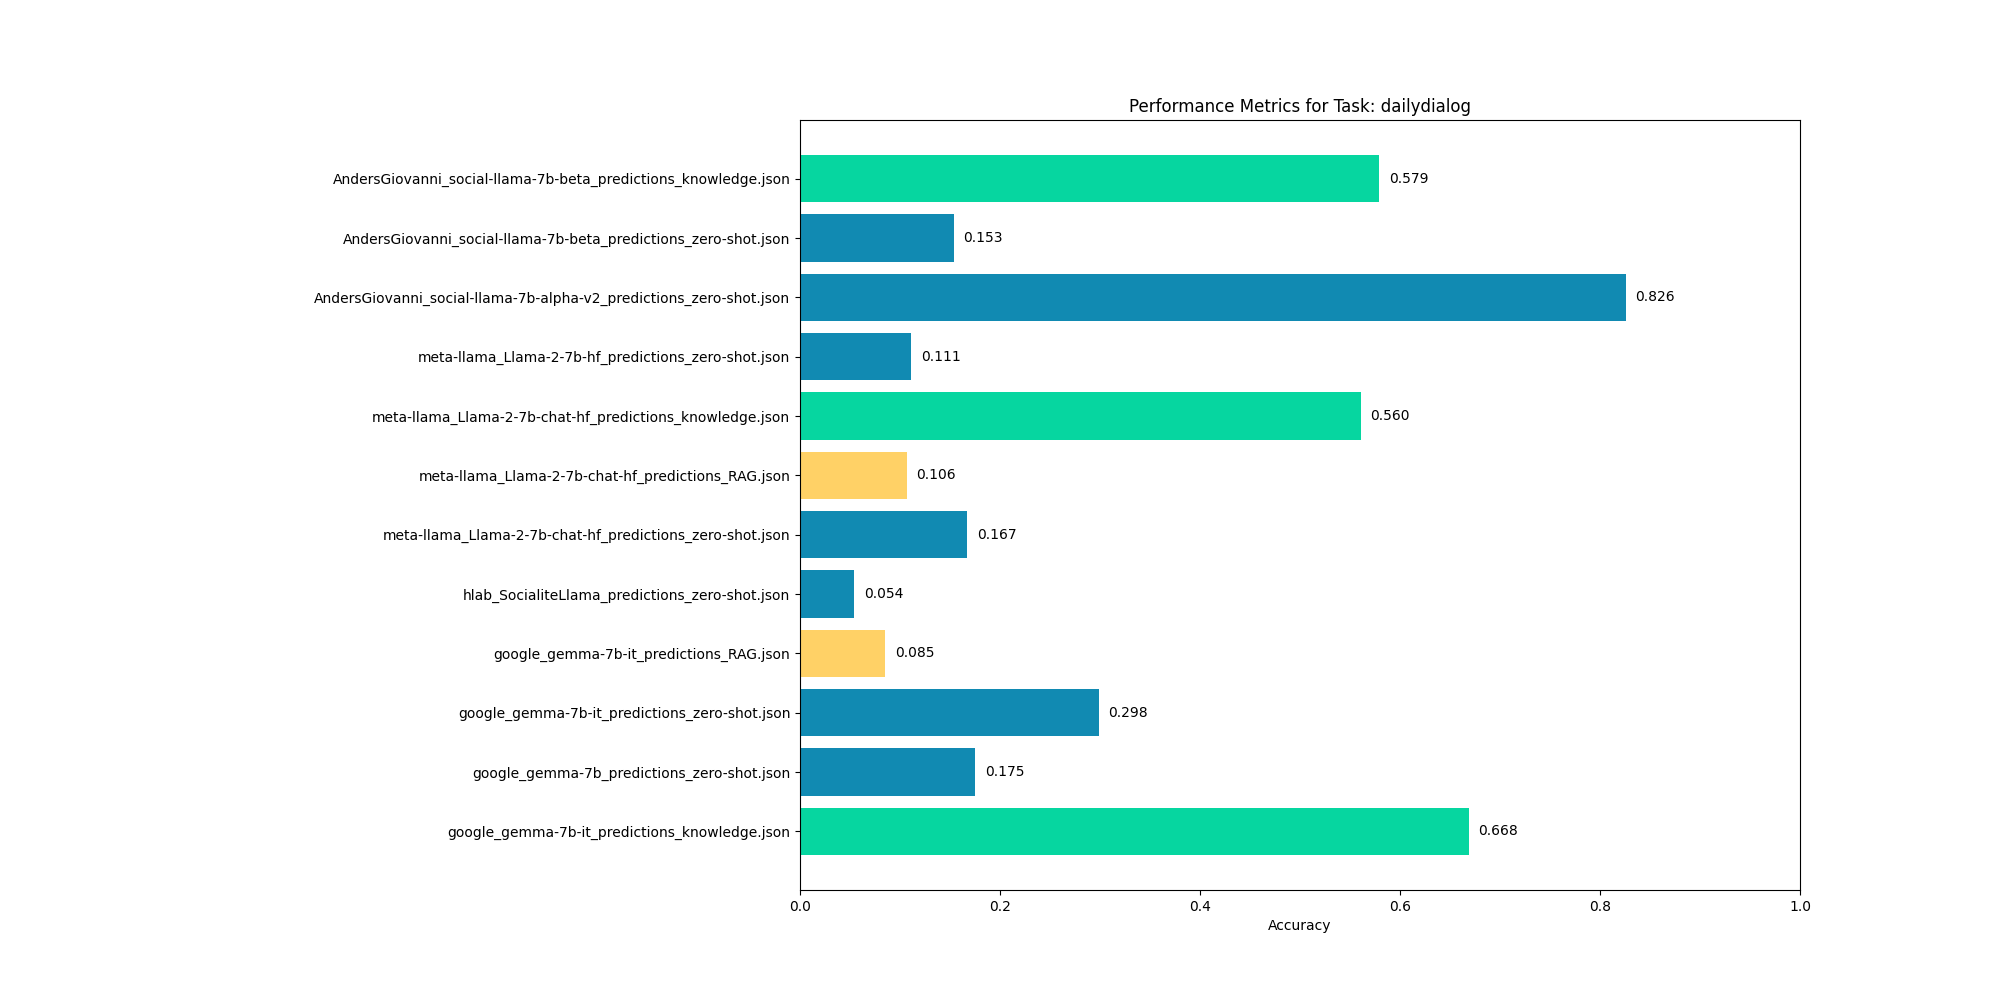 Performance Metrics for Task: dailydialog
AndersGiovanni_social-llama-7b-beta_predictions_knowledge.json 0.579
AndersGiovanni_social-llama-7b-beta_predictions_zero-shot.json 0.153
AndersGiovanni_social-llama-7b-alpha-v2_predictions_zero-shot.json 0.826
meta-llama_Llama-2-7b-hf_predictions_zero-shot.json 0.111
meta-llama_Llama-2-7b-chat-hf_predictions_knowledge.json 0.560
meta-llama_Llama-2-7b-chat-hf_predictions_RAG.json 0.106
meta-llama_Llama-2-7b-chat-hf_predictions_zero-shot.json 0.167
hlab_SocialiteLlama_predictions_zero-shot.json 0.054
google_gemma-7b-it_predictions_RAG.json 0.085
google_gemma-7b-it_predictions_zero-shot.json 0.298
google_gemma-7b_predictions_zero-shot.json 0.175
google_gemma-7b-it_predictions_knowledge.json 0.668
0.0 0.2 0.4 0.6 0.8 1.0
Accuracy